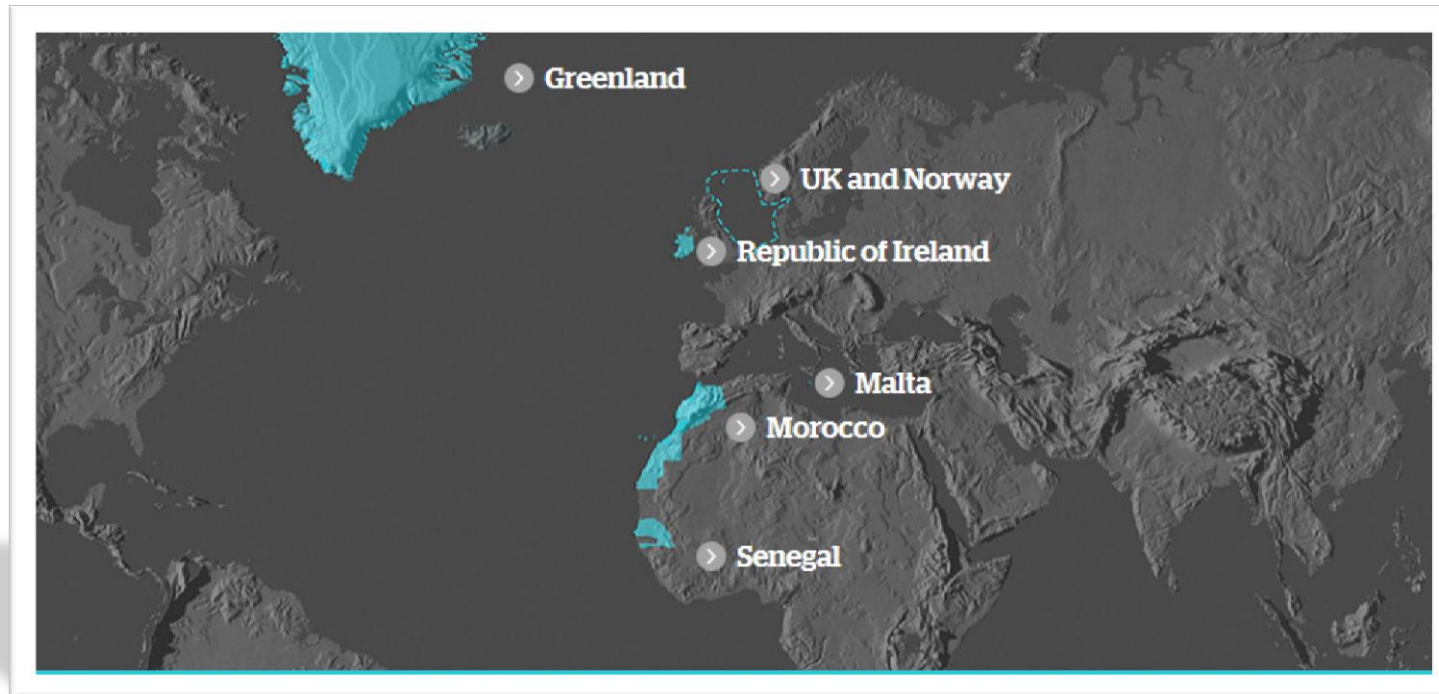 Greenland
UK and Norway
Republic of Ireland
Malta
Morocco
Senegal